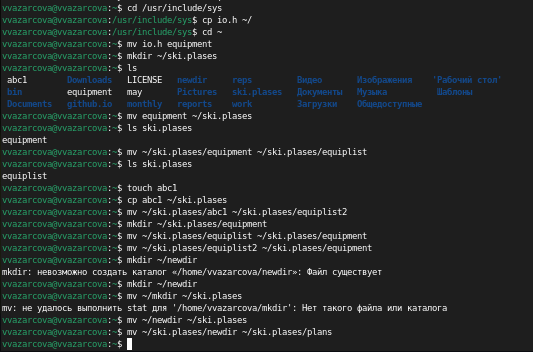 vvazarcova@vvazarcova:~$ cd /usr/include/sys
vvazarcova@vvazarcova:/usr/include/sys$ cp io.h ~/
vvazarcova@vvazarcova:/usr/include/sys$ cd ~
vvazarcova@vvazarcova:~$ mv io.h equipment
vvazarcova@vvazarcova:~$ mkdir ~/ski.plases
vvazarcova@vvazarcova:~$ ls
abc1 Downloads LICENSE newdir reps Видео Изображения 'Рабочий стол'
bin equipment may Pictures ski.plases Документы Музыка Шаблоны
Documents github.io monthly reports work Загрузки Общедоступные
vvazarcova@vvazarcova:~$ mv equipment ~/ski.plases
vvazarcova@vvazarcova:~$ ls ski.plases
equipment
vvazarcova@vvazarcova:~$ mv ~/ski.plases/equipment ~/ski.plases/equiplist
vvazarcova@vvazarcova:~$ ls ski.plases
equiplist
vvazarcova@vvazarcova:~$ touch abc1
vvazarcova@vvazarcova:~$ cp abc1 ~/ski.plases
vvazarcova@vvazarcova:~$ mv ~/ski.plases/abc1 ~/ski.plases/equiplist2
vvazarcova@vvazarcova:~$ mkdir ~/ski.plases/equipment
vvazarcova@vvazarcova:~$ mv ~/ski.plases/equiplist ~/ski.plases/equipment
vvazarcova@vvazarcova:~$ mv ~/ski.plases/equiplist2 ~/ski.plases/equipment
vvazarcova@vvazarcova:~$ mkdir ~/newdir
mkdir: невозможно создать каталог «/home/vvazarcova/newdir»: Файл существует
vvazarcova@vvazarcova:~$ mkdir ~/newdir
vvazarcova@vvazarcova:~$ mv ~/mkdir ~/ski.plases
mv: не удалось выполнить stat для '/home/vvazarcova/mkdir': Нет такого файла или каталога
vvazarcova@vvazarcova:~$ mv ~/newdir ~/ski.plases
vvazarcova@vvazarcova:~$ mv ~/ski.plases/newdir ~/ski.plases/plans
vvazarcova@vvazarcova:~$